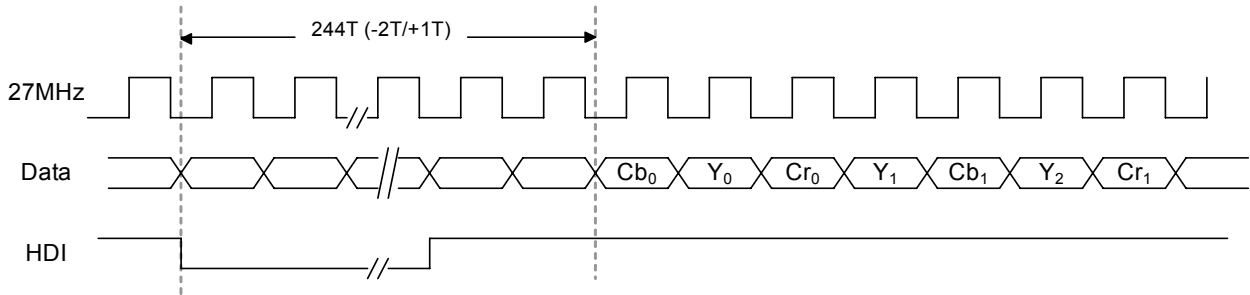 244T (-2T/+1T)
27MHz
Data
Cb₀ Y₀ Cr₀ Y₁ Cb₁ Y₂ Cr₁
HDI